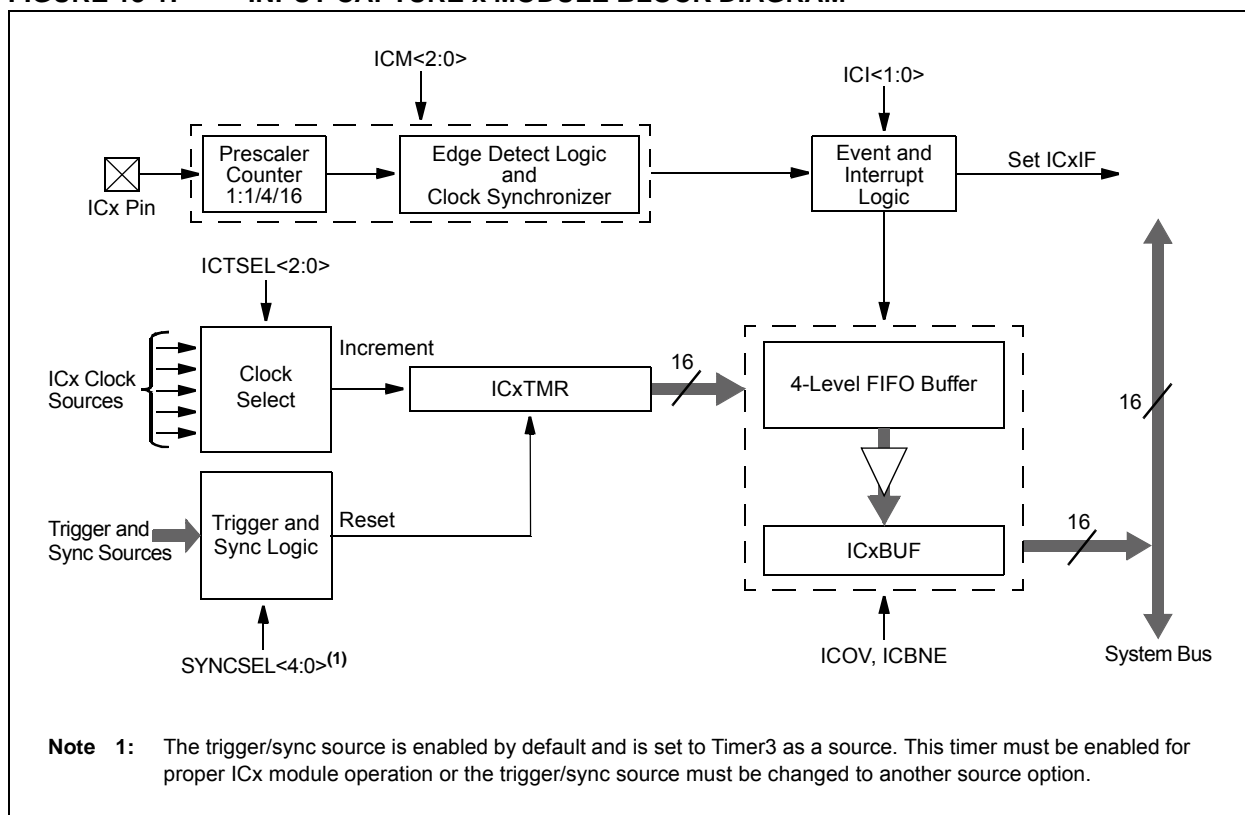 INPUT CAPTURE x MODULE BLOCK DIAGRAM
ICM<2:0>
ICI<1:0>
Prescaler
Counter
1:1/4/16
Edge Detect Logic
and
Clock Synchronizer
Event and
Interrupt
Logic
Set ICxIF
ICx Pin
ICTSEL<2:0>
ICx Clock
Sources
Clock
Select
Increment
ICxTMR
16
4-Level FIFO Buffer
16
Trigger and
Sync Sources
Trigger and
Sync Logic
Reset
ICxBUF
16
SYNCSEL<4:0>(1)
ICOV, ICBNE
System Bus
Note 1: The trigger/sync source is enabled by default and is set to Timer3 as a source. This timer must be enabled for
proper ICx module operation or the trigger/sync source must be changed to another source option.